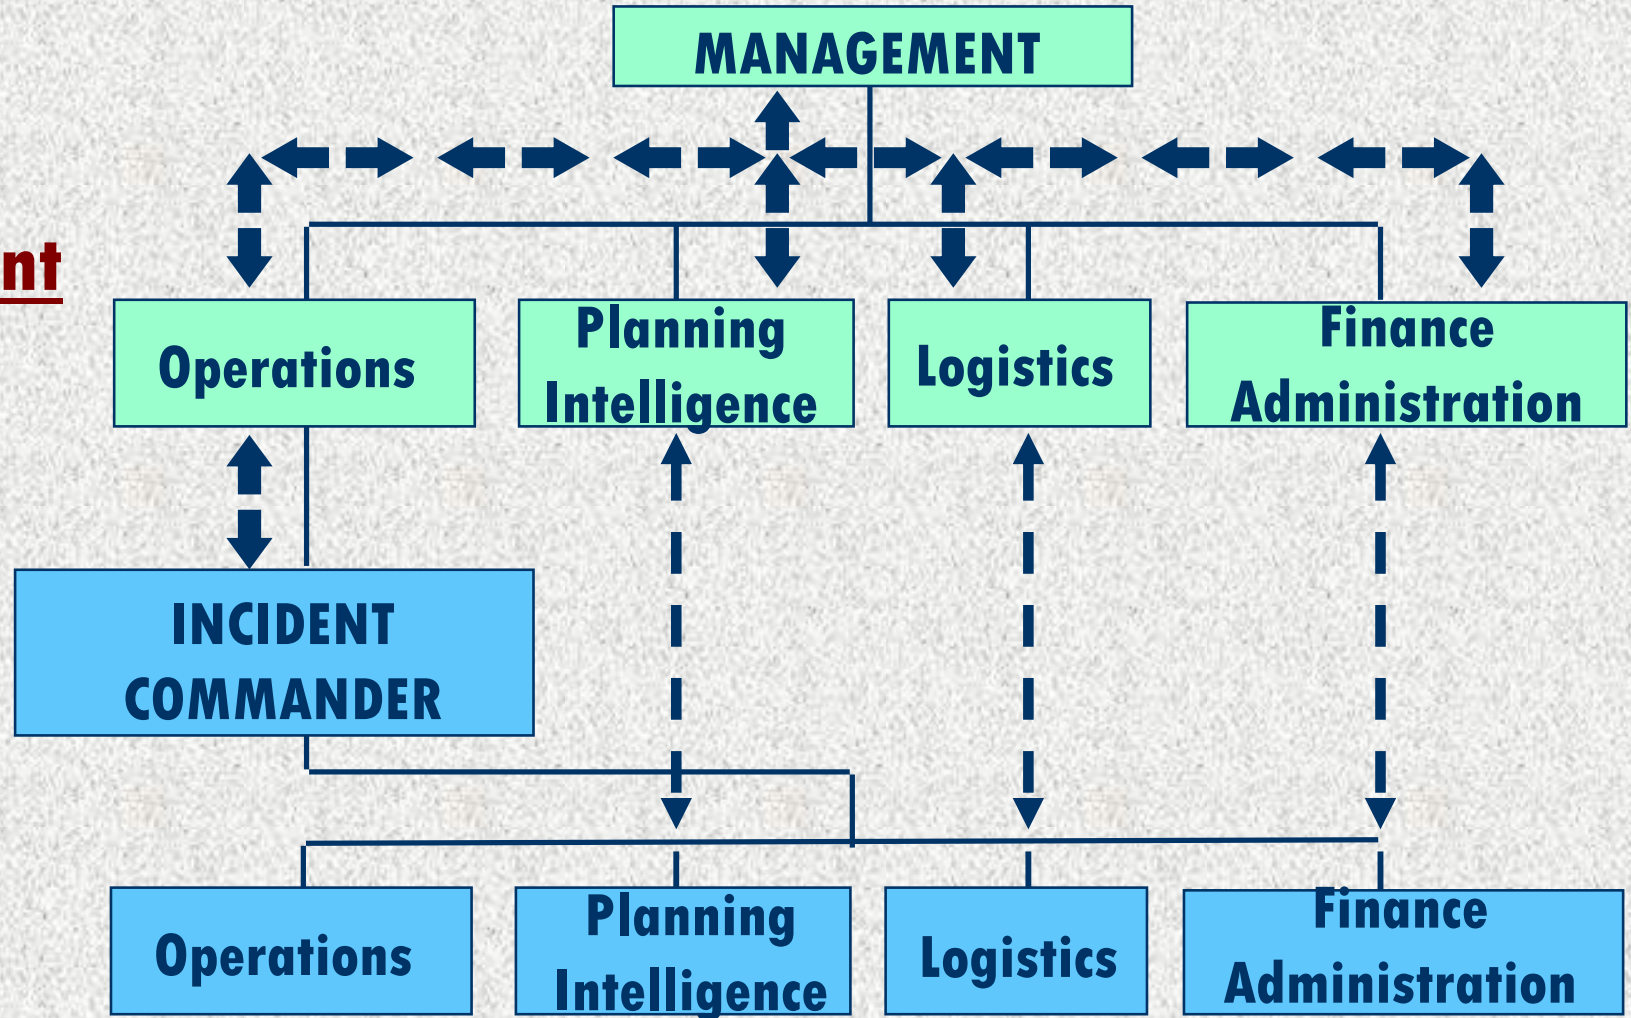 MANAGEMENT
nt
Operations
Planning
Intelligence
Logistics
Finance
Administration
INCIDENT
COMMANDER
Operations
Planning
Intelligence
Logistics
Finance
Administration